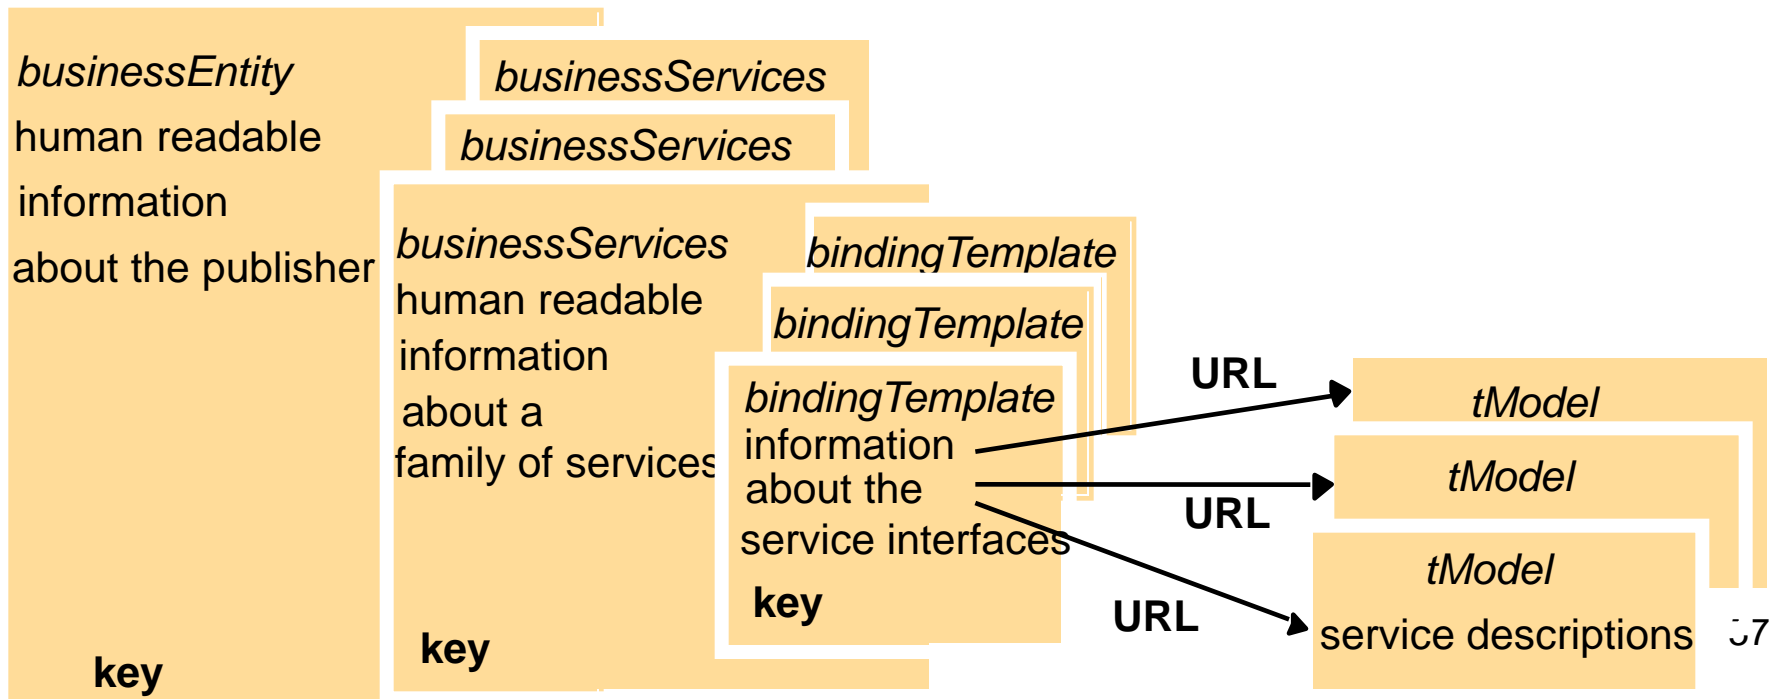 businessEntity
human readable
information
about the publisher
key
businessServices
businessServices
businessServices
human readable
information
about a
family of services
key
bindingTemplate
bindingTemplate
bindingTemplate
information
about the
service interfaces
key
URL
URL
URL
tModel
tModel
tModel
service descriptions